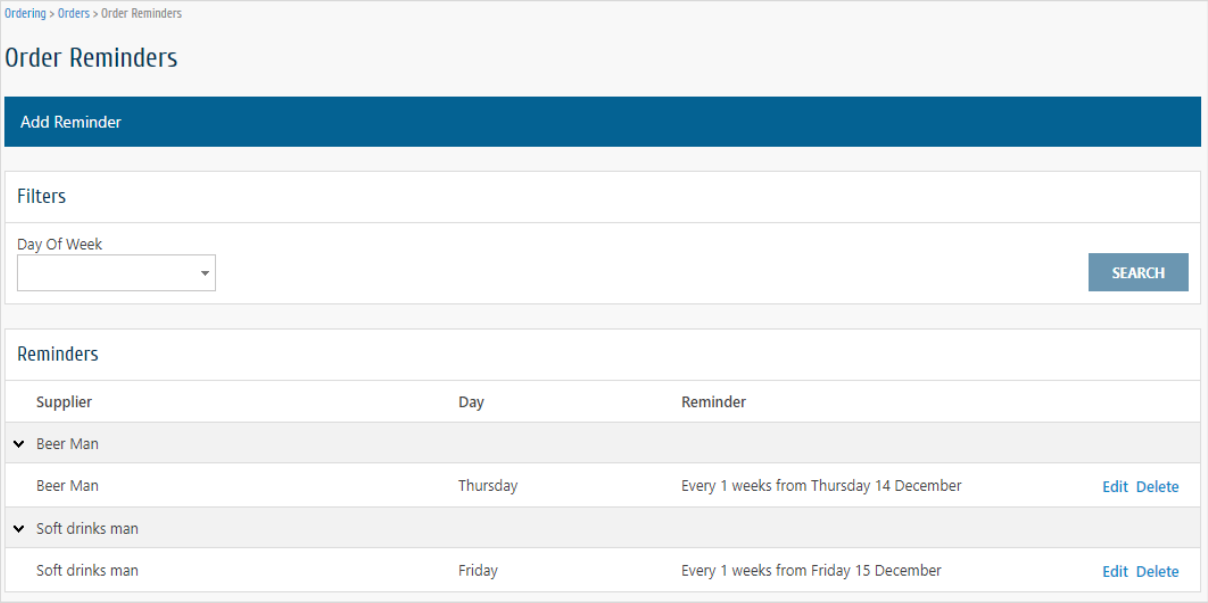 Ordering > Orders > Order Reminders
Order Reminders
Add Reminder
Filters
Day Of Week
SEARCH
Reminders
Supplier Day Reminder
Beer Man
Beer Man Thursday Every 1 weeks from Thursday 14 December Edit Delete
Soft drinks man
Soft drinks man Friday Every 1 weeks from Friday 15 December Edit Delete